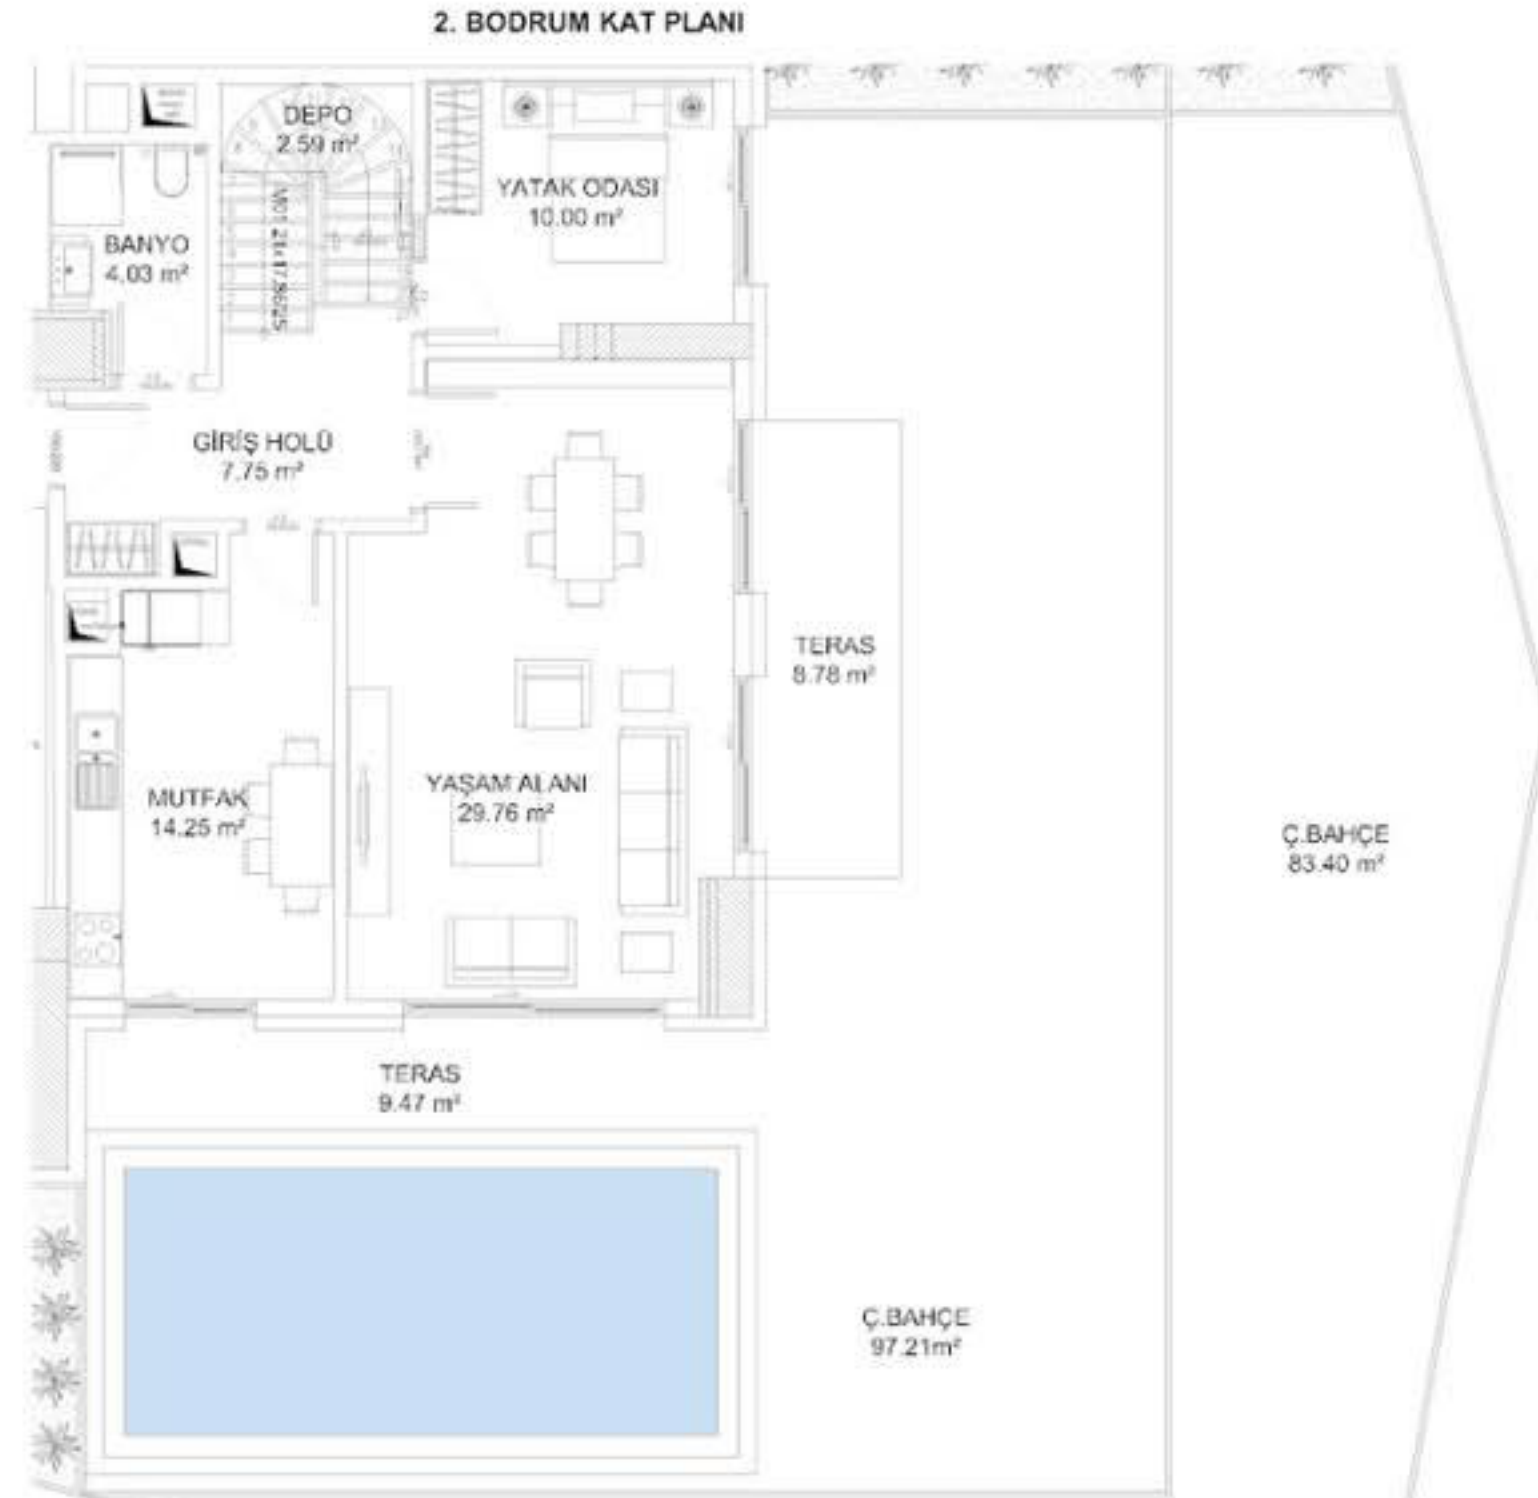 2. BODRUM KAT PLANI
DEPO
2.59 m²
YATAK ODASI
10.00 m²
BANYO
4.03 m²
GİRİŞ HOLÜ
7.75 m²
TERAS
8.78 m²
MUTFAK
14.25 m²
YAŞAM ALANI
29.76 m²
Ç.BAHÇE
83.40 m²
TERAS
9.47 m²
Ç.BAHÇE
97.21m²